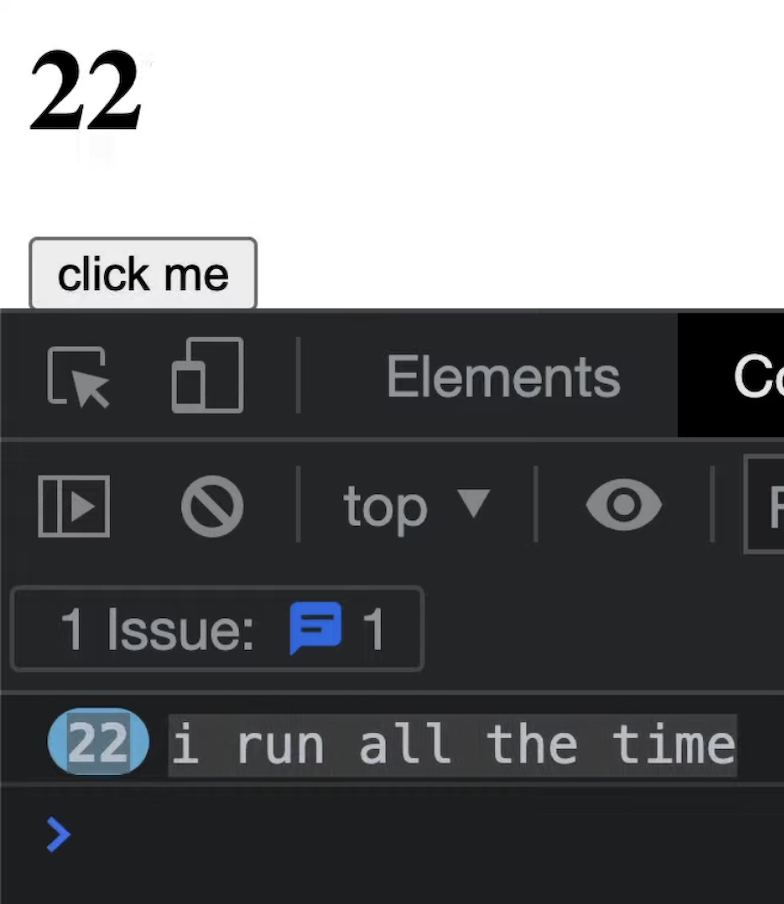 22
click me
Elements
top
1 Issue: 1
22 i run all the time